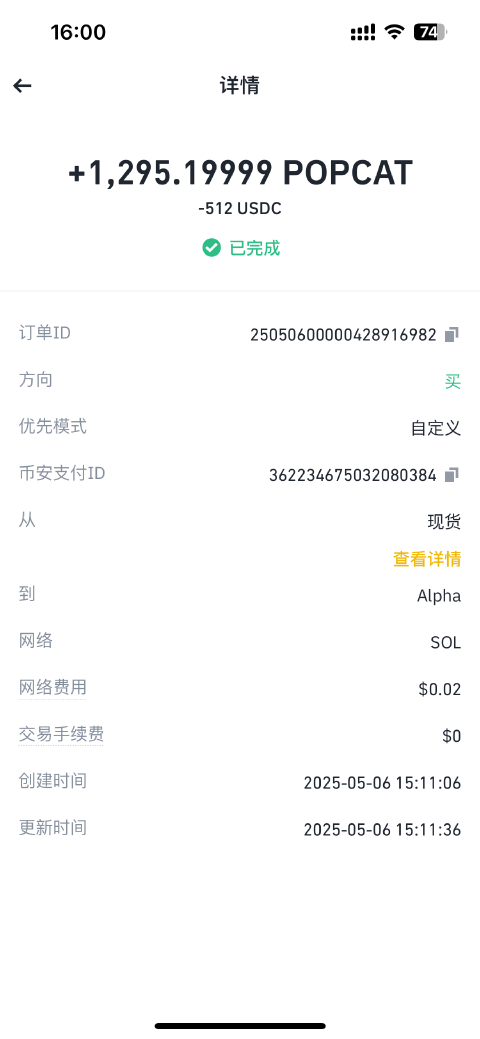 16:00
74
详情
+1,295.19999 POPCAT
-512 USDC
已完成
订单ID 25050600000428916982
方向 买
优先模式 自定义
币安支付ID 362234675032080384
从 现货
查看详情
到 Alpha
网络 SOL
网络费用 $0.02
交易手续费 $0
创建时间 2025-05-06 15:11:06
更新时间 2025-05-06 15:11:36